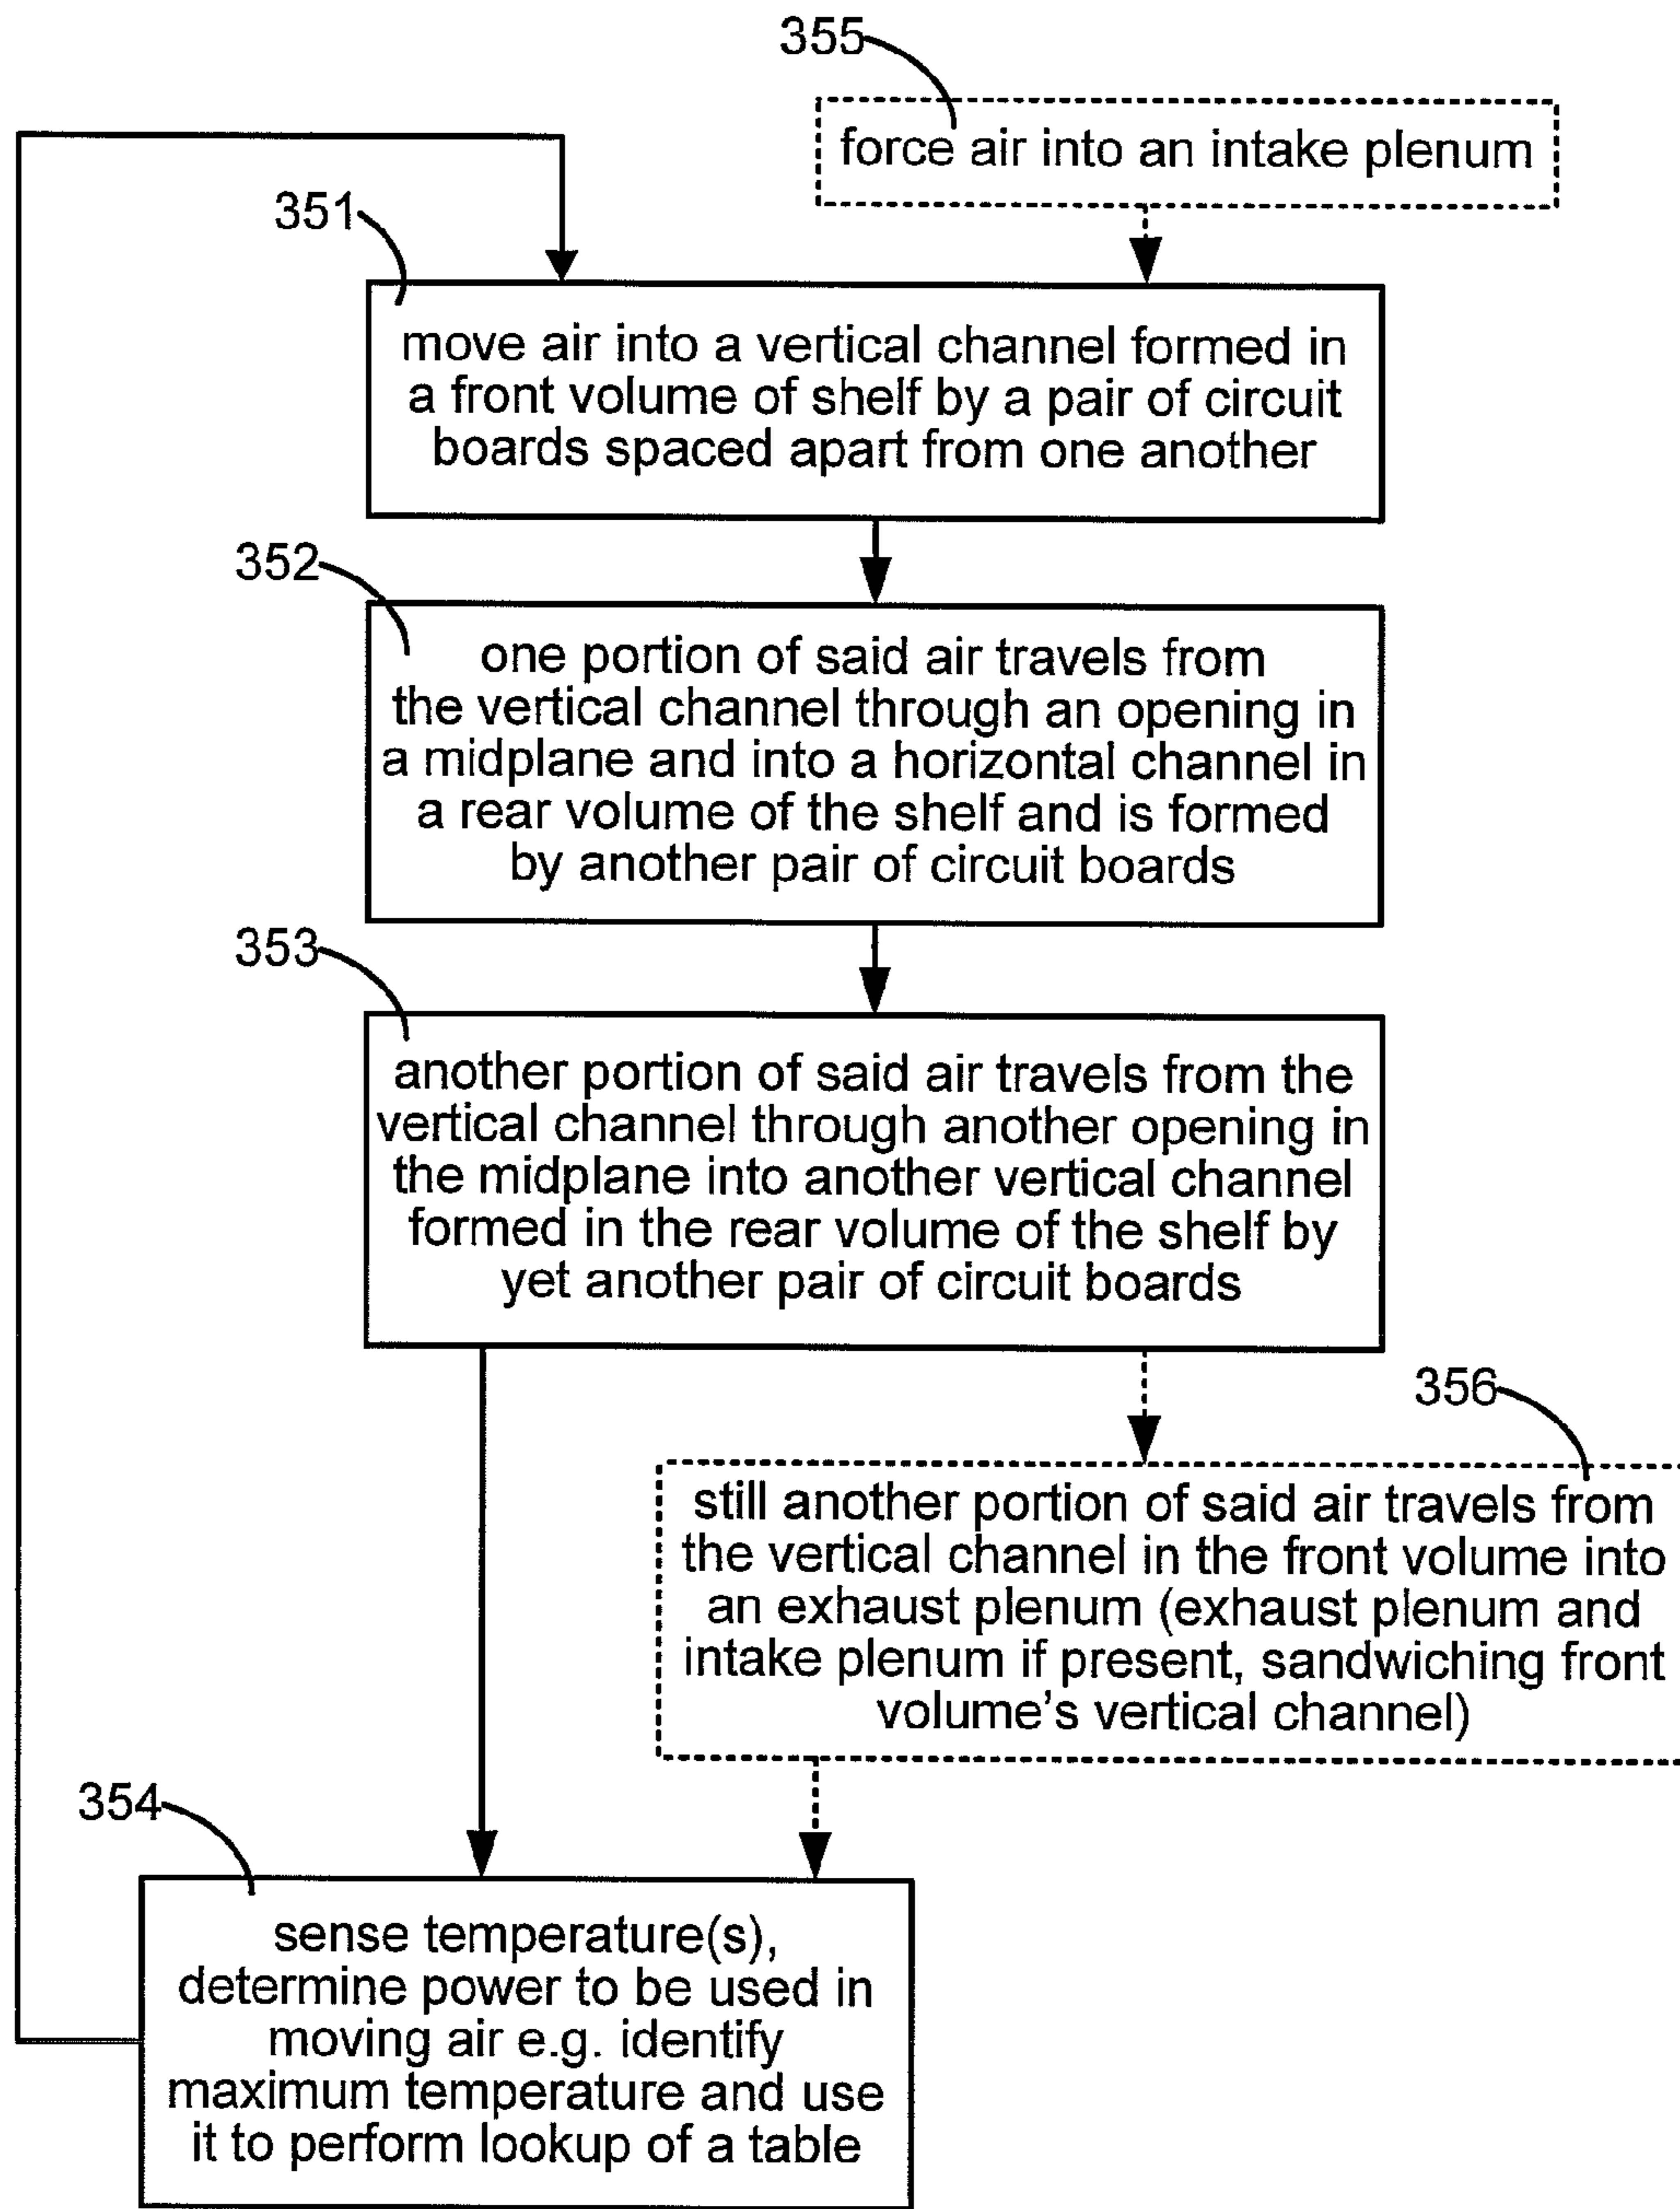 355
force air into an intake plenum
351
move air into a vertical channel formed in
a front volume of shelf by a pair of circuit
boards spaced apart from one another
352
one portion of said air travels from
the vertical channel through an opening in
a midplane and into a horizontal channel in
a rear volume of the shelf and is formed
by another pair of circuit boards
353
another portion of said air travels from the
vertical channel through another opening in
the midplane into another vertical channel
formed in the rear volume of the shelf by
yet another pair of circuit boards
356
still another portion of said air travels from
the vertical channel in the front volume into
an exhaust plenum (exhaust plenum and
intake plenum if present, sandwiching front
volume's vertical channel)
354
sense temperature(s),
determine power to be used in
moving air e.g. identify
maximum temperature and use
it to perform lookup of a table